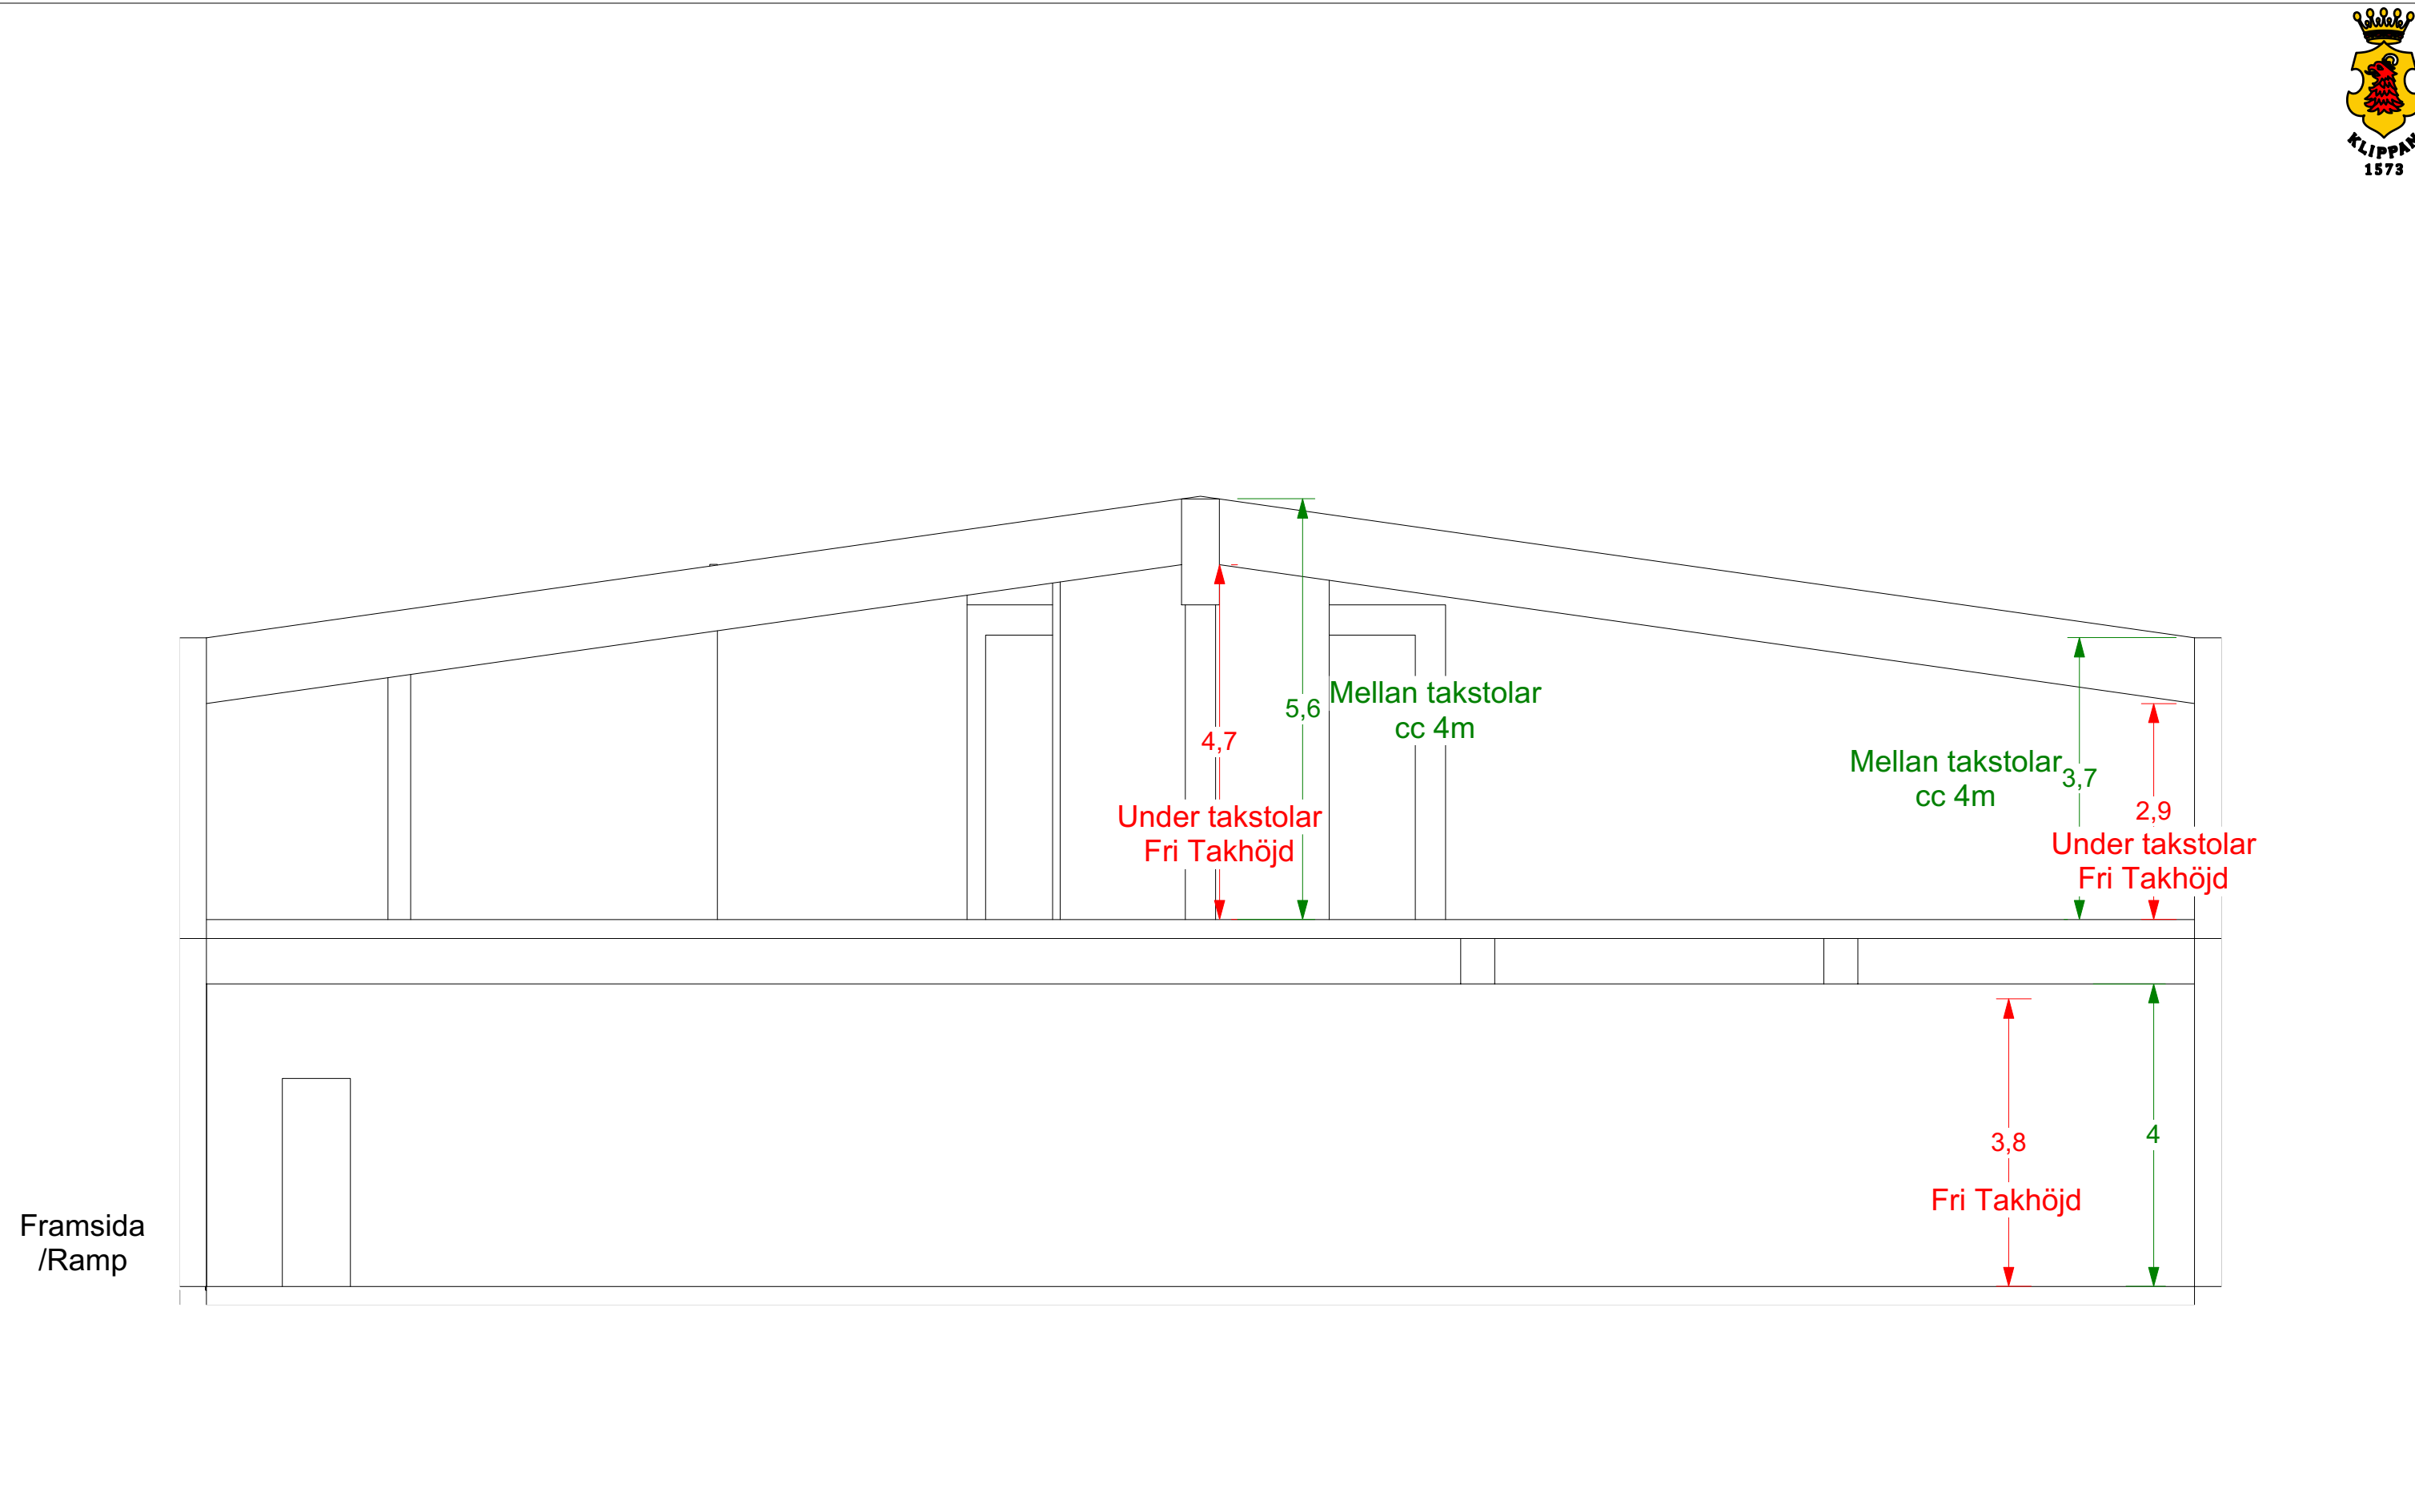 KLIPPAN
1573
Mellan takstolar
cc 4m
5,6
4,7
Under takstolar
Fri Takhöjd
Mellan takstolar
cc 4m
3,7
2,9
Under takstolar
Fri Takhöjd
3,8
Fri Takhöjd
4
Framsida
/Ramp